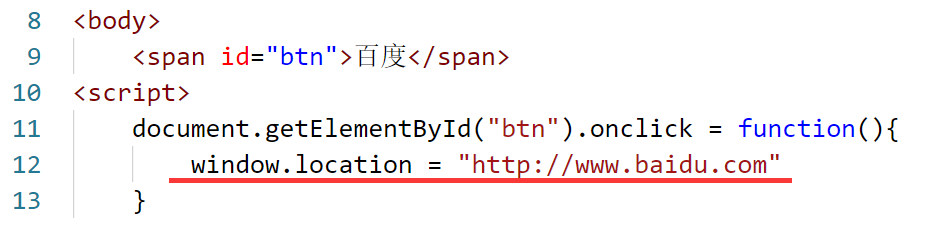 8 <body>
9     <span id="btn">百度</span>
10 <script>
11     document.getElementById("btn").onclick = function(){
12         window.location = "http://www.baidu.com"
13     }